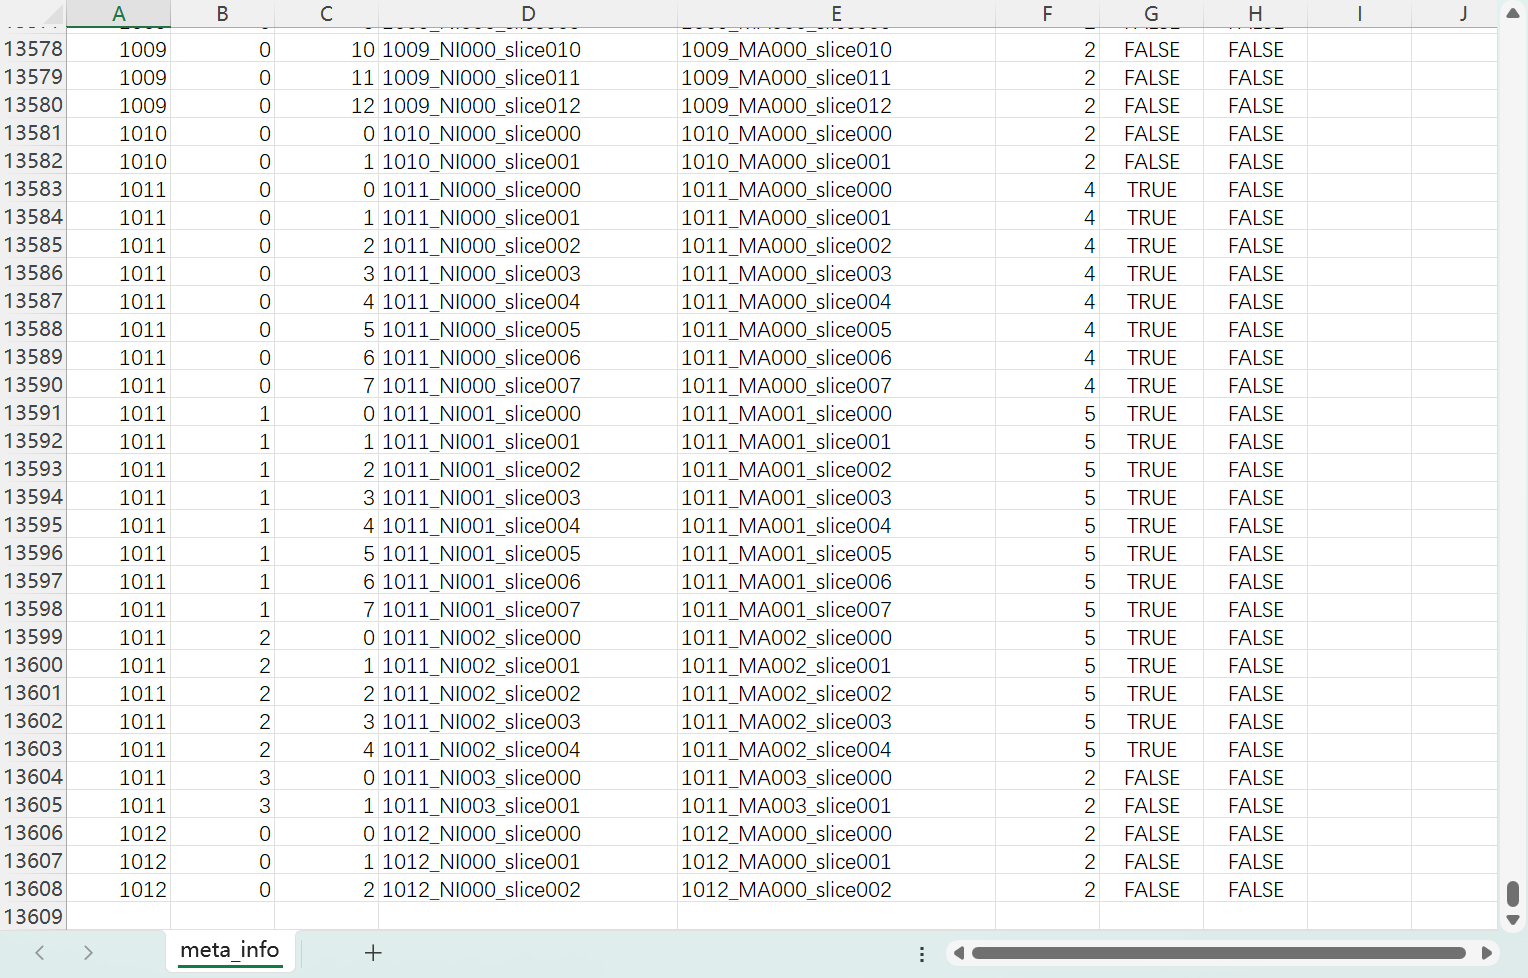 A B C D E F G H I J
13578 1009 0 10 1009_NI000_slice010 1009_MA000_slice010 2 FALSE FALSE
13579 1009 0 11 1009_NI000_slice011 1009_MA000_slice011 2 FALSE FALSE
13580 1009 0 12 1009_NI000_slice012 1009_MA000_slice012 2 FALSE FALSE
13581 1010 0 0 1010_NI000_slice000 1010_MA000_slice000 2 FALSE FALSE
13582 1010 0 1 1010_NI000_slice001 1010_MA000_slice001 2 FALSE FALSE
13583 1011 0 0 1011_NI000_slice000 1011_MA000_slice000 4 TRUE FALSE
13584 1011 0 1 1011_NI000_slice001 1011_MA000_slice001 4 TRUE FALSE
13585 1011 0 2 1011_NI000_slice002 1011_MA000_slice002 4 TRUE FALSE
13586 1011 0 3 1011_NI000_slice003 1011_MA000_slice003 4 TRUE FALSE
13587 1011 0 4 1011_NI000_slice004 1011_MA000_slice004 4 TRUE FALSE
13588 1011 0 5 1011_NI000_slice005 1011_MA000_slice005 4 TRUE FALSE
13589 1011 0 6 1011_NI000_slice006 1011_MA000_slice006 4 TRUE FALSE
13590 1011 0 7 1011_NI000_slice007 1011_MA000_slice007 4 TRUE FALSE
13591 1011 1 0 1011_NI001_slice000 1011_MA001_slice000 5 TRUE FALSE
13592 1011 1 1 1011_NI001_slice001 1011_MA001_slice001 5 TRUE FALSE
13593 1011 1 2 1011_NI001_slice002 1011_MA001_slice002 5 TRUE FALSE
13594 1011 1 3 1011_NI001_slice003 1011_MA001_slice003 5 TRUE FALSE
13595 1011 1 4 1011_NI001_slice004 1011_MA001_slice004 5 TRUE FALSE
13596 1011 1 5 1011_NI001_slice005 1011_MA001_slice005 5 TRUE FALSE
13597 1011 1 6 1011_NI001_slice006 1011_MA001_slice006 5 TRUE FALSE
13598 1011 1 7 1011_NI001_slice007 1011_MA001_slice007 5 TRUE FALSE
13599 1011 2 0 1011_NI002_slice000 1011_MA002_slice000 5 TRUE FALSE
13600 1011 2 1 1011_NI002_slice001 1011_MA002_slice001 5 TRUE FALSE
13601 1011 2 2 1011_NI002_slice002 1011_MA002_slice002 5 TRUE FALSE
13602 1011 2 3 1011_NI002_slice003 1011_MA002_slice003 5 TRUE FALSE
13603 1011 2 4 1011_NI002_slice004 1011_MA002_slice004 5 TRUE FALSE
13604 1011 3 0 1011_NI003_slice000 1011_MA003_slice000 2 FALSE FALSE
13605 1011 3 1 1011_NI003_slice001 1011_MA003_slice001 2 FALSE FALSE
13606 1012 0 0 1012_NI000_slice000 1012_MA000_slice000 2 FALSE FALSE
13607 1012 0 1 1012_NI000_slice001 1012_MA000_slice001 2 FALSE FALSE
13608 1012 0 2 1012_NI000_slice002 1012_MA000_slice002 2 FALSE FALSE
13609
meta_info